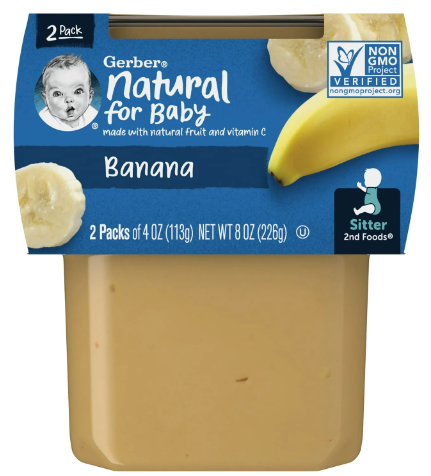 2 Pack
Gerber®
Natural
for Baby
made with natural fruit and vitamin C
Banana
2 Packs of 4 OZ (113g) NET WT 8 OZ (226g) Ⓤ
®
NON
GMO
Project
VERIFIED
nongmoproject.org
Sitter
2nd Foods®